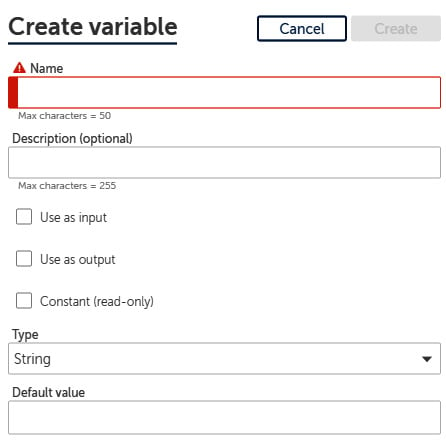 Create variable
Cancel
Create
Name
Max characters = 50
Description (optional)
Max characters = 255
Use as input
Use as output
Constant (read-only)
Type
String
Default value